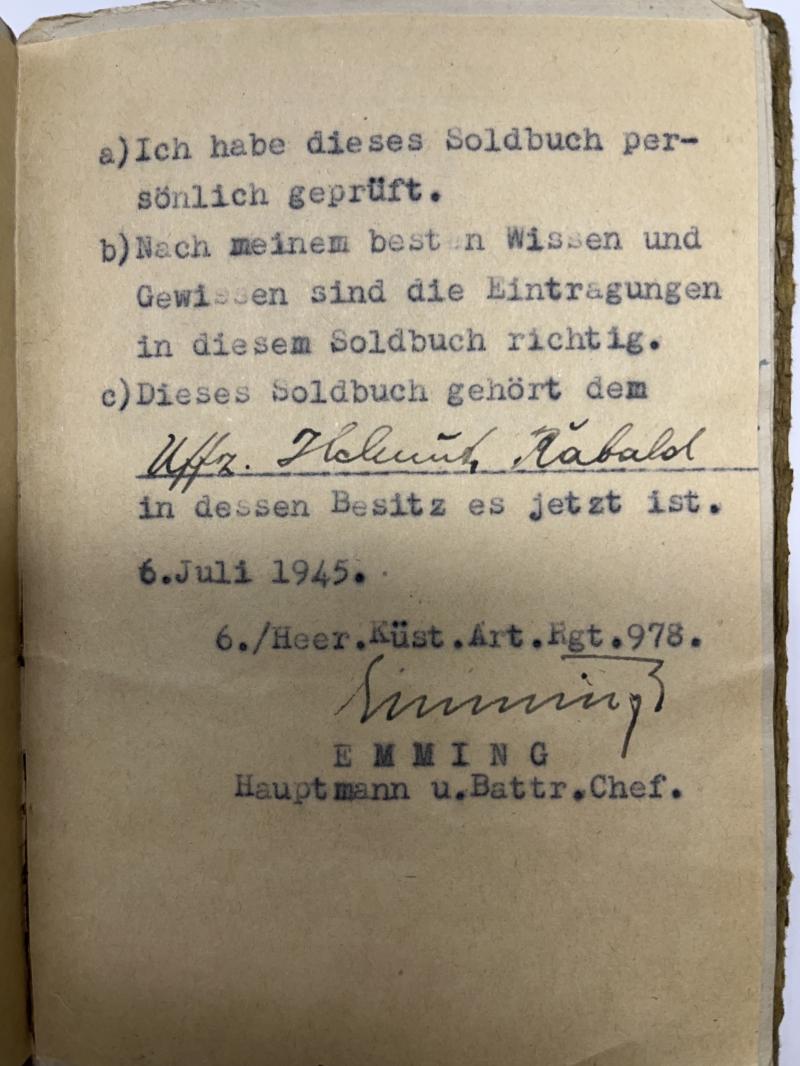 a)Ich habe dieses Soldbuch per-
sönlich geprüft.
b)Nach meinem besten Wissen und
Gewissen sind die Eintragungen
in diesem Soldbuch richtig.
c)Dieses Soldbuch gehört dem
Uffz. Helmut Räbald
in dessen Besitz es jetzt ist.
6.Juli 1945.
6./Heer.Küst.Art.Rgt.978.
Emming
E M M I N G
Hauptmann u.Battr.Chef.